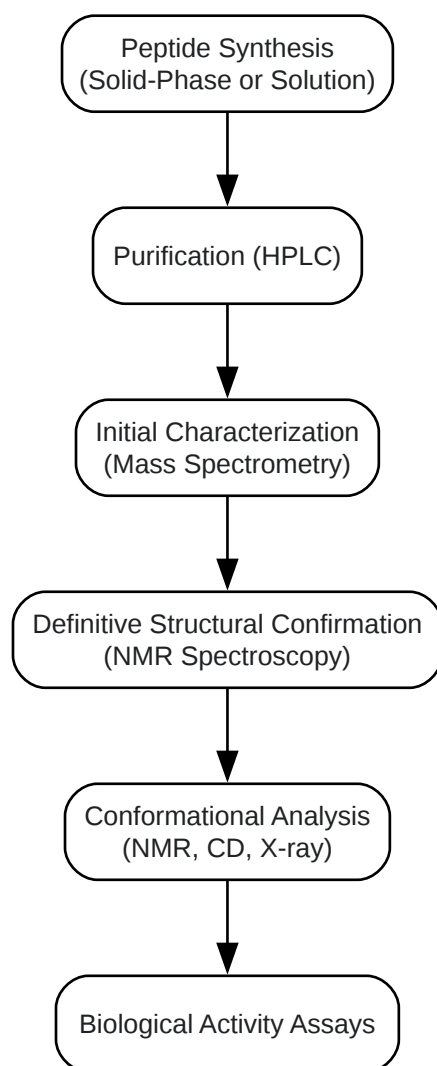 Peptide Synthesis
(Solid-Phase or Solution)
Purification (HPLC)
Initial Characterization
(Mass Spectrometry)
Definitive Structural Confirmation
(NMR Spectroscopy)
Conformational Analysis
(NMR, CD, X-ray)
Biological Activity Assays